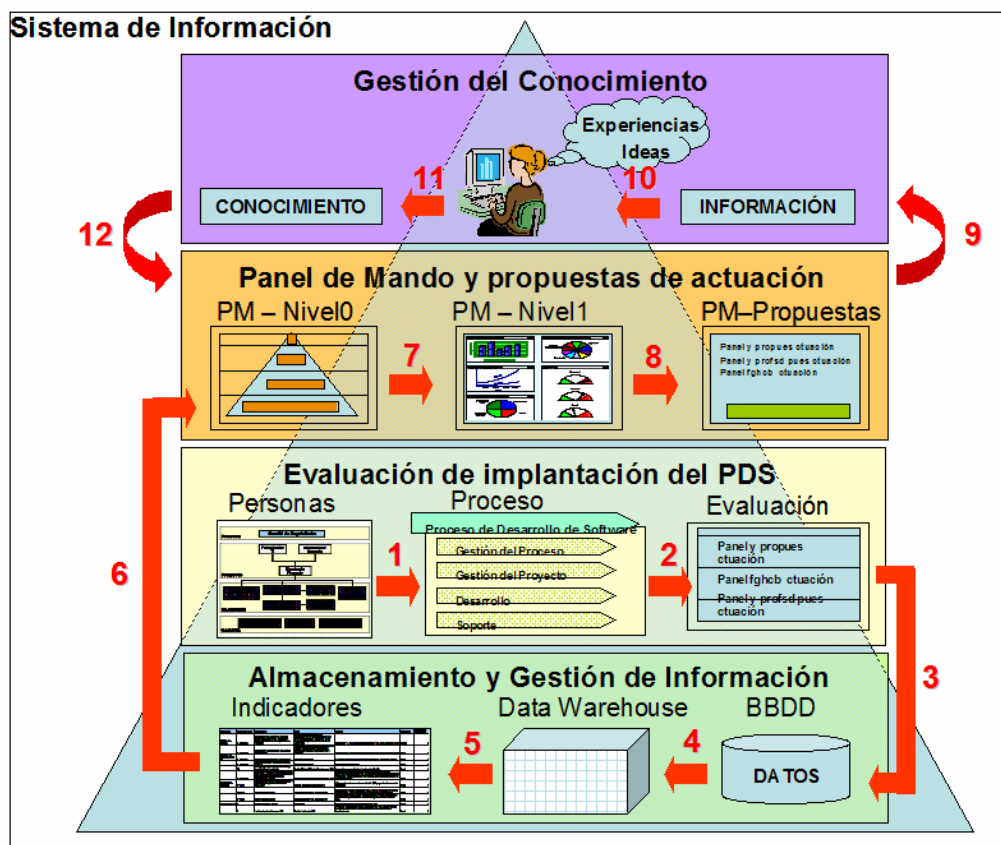 Sistema de Información
Gestión del Conocimiento
Experiencias
Ideas
11
10
CONOCIMIENTO
INFORMACIÓN
12
9
Panel de Mando y propuestas de actuación
PM – Nivel0
PM – Nivel1
PM–Propuestas
7
8
Panel y propues ctuación
Panel y profsd pues ctuación
Panel fghcb ctuación
Evaluación de implantación del PDS
Personas
Proceso
Evaluación
Proceso de Desarrollo de Software
Gestión del Proceso
Gestión del Proyecto
Desarrollo
Soporte
1
2
Panel y propues
ctuación
Panel fghcb ctuación
Panel y profsd pues
ctuación
6
3
Almacenamiento y Gestión de Información
Indicadores
Data Warehouse
BBDD
5
4
DATOS